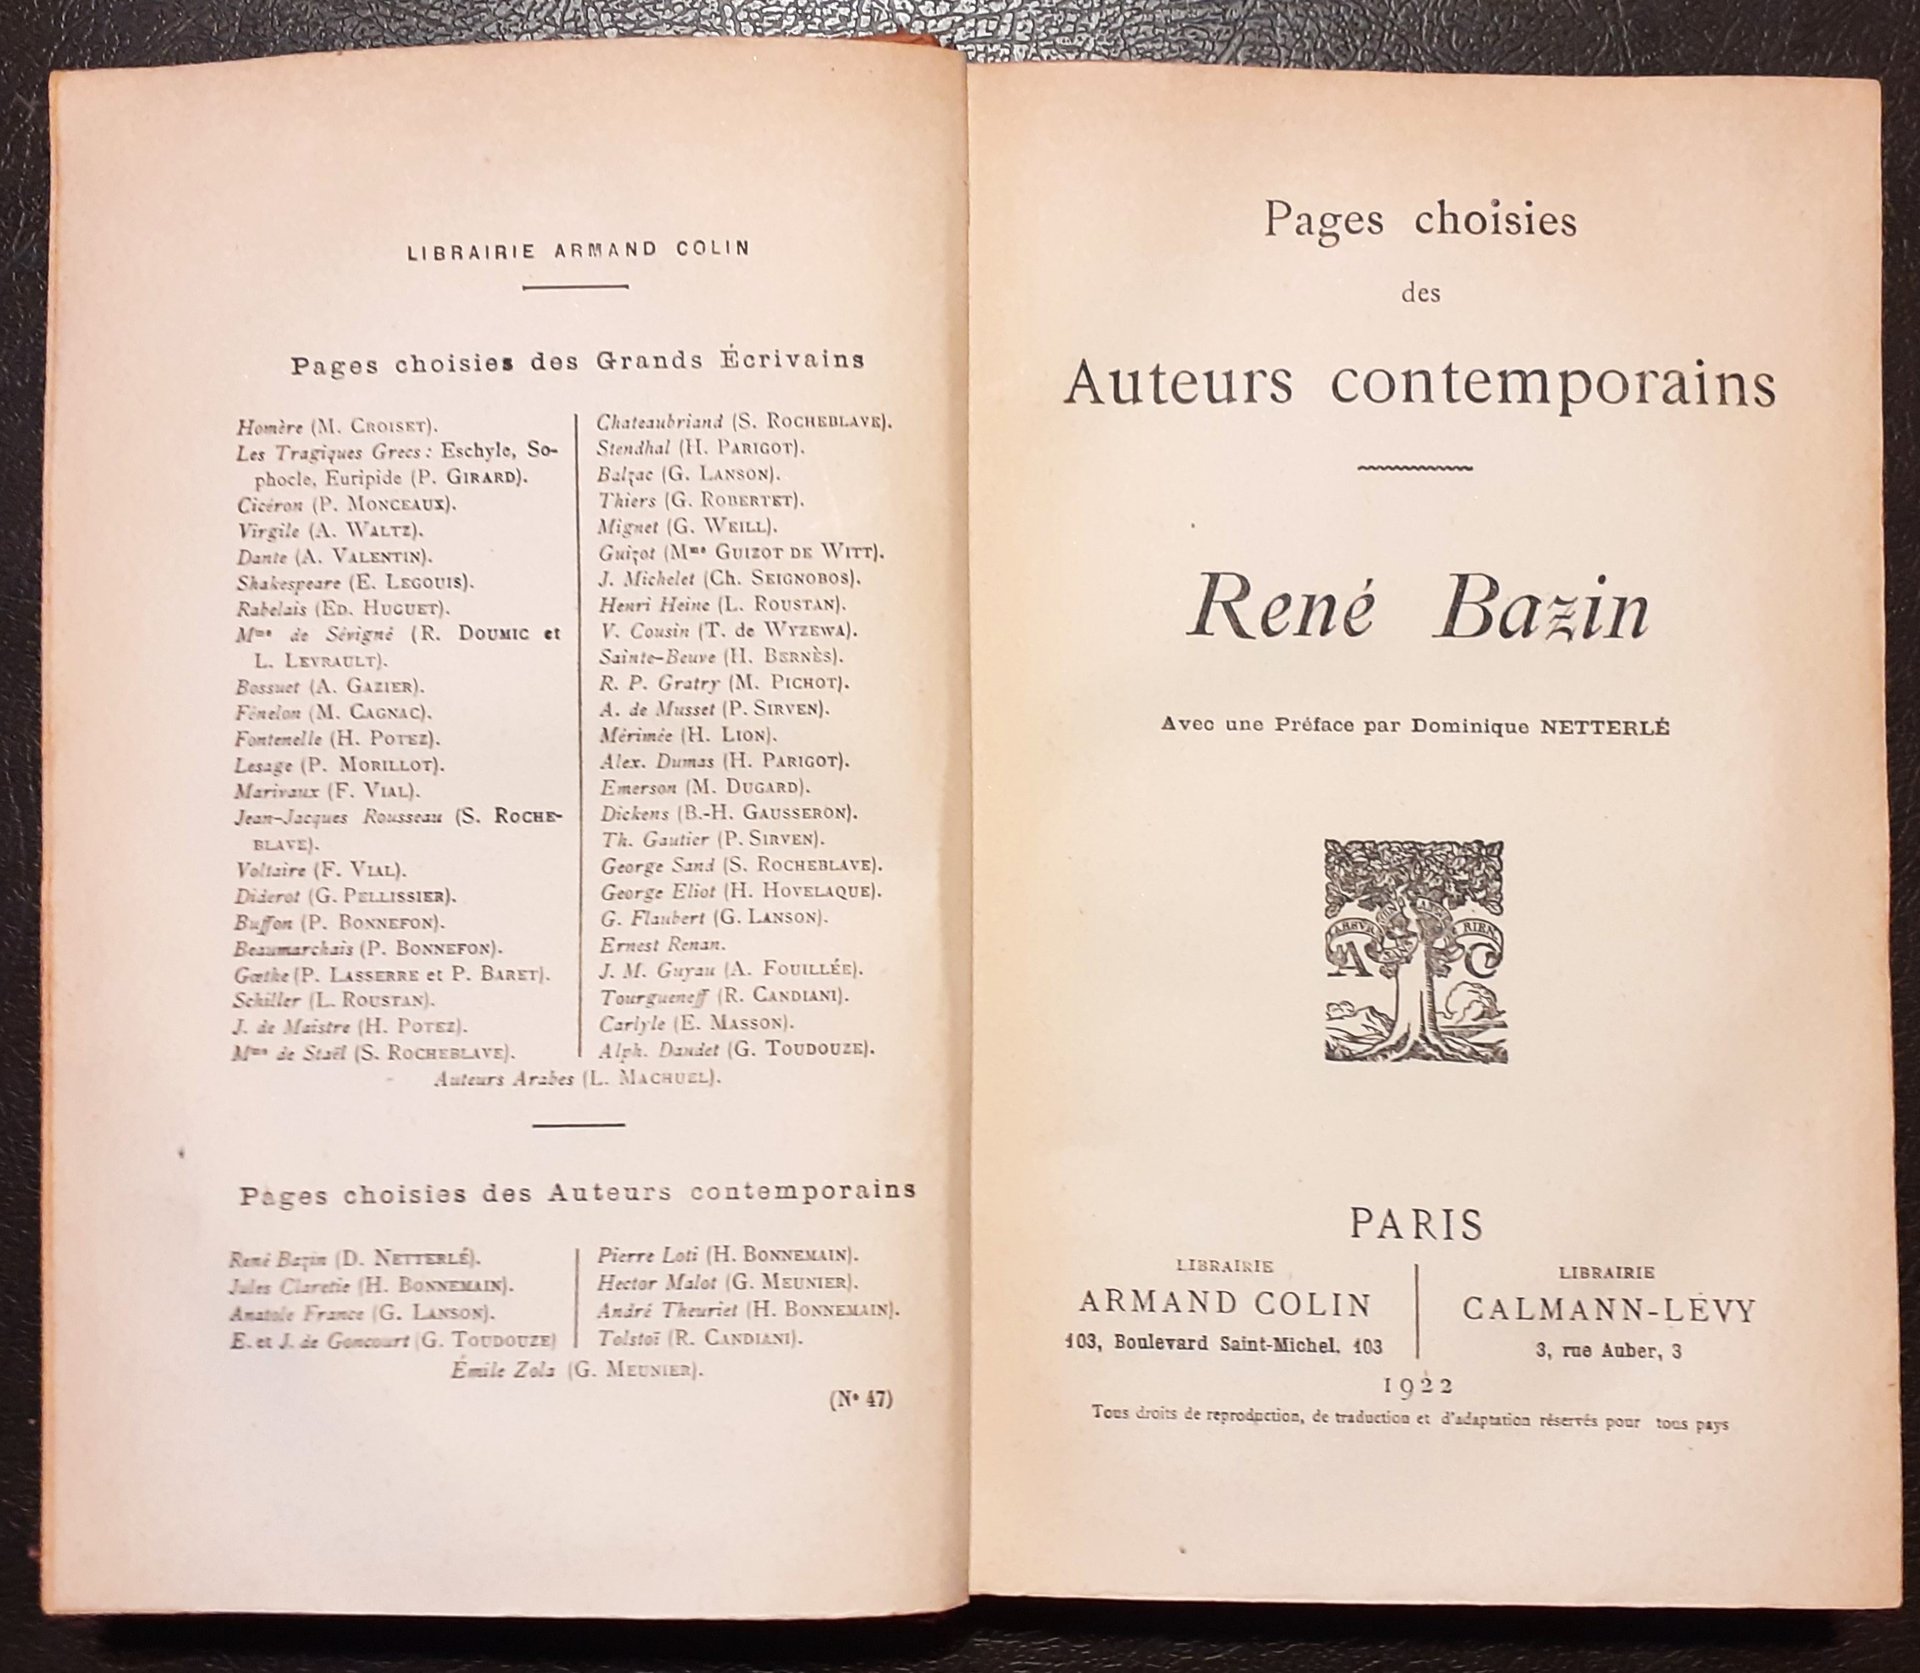 LIBRAIRIE ARMAND COLIN
Pages choisies des Grands Écrivains
Homère (M. CROISET).
Les Tragiques Grecs : Eschyle, So-
phocle, Euripide (P. GIRARD).
Cicéron (P. MONCEAUX).
Virgile (A. WALTZ).
Dante (A. VALENTIN).
Shakespeare (E. LEGOUIS).
Rabelais (ED. HUGUET).
Mme de Sévigné (R. DOUMIC et
L. LEVRAULT).
Bossuet (A. GAZIER).
Fénelon (M. CAGNAC).
Fontenelle (H. POTEZ).
Lesage (P. MORILLOT).
Marivaux (F. VIAL).
Jean-Jacques Rousseau (S. ROCHE-
BLAVE).
Voltaire (F. VIAL).
Diderot (G. PELLISSIER).
Buffon (P. BONNEFON).
Beaumarchais (P. BONNEFON).
Gœthe (P. LASSERRE et P. BARET).
Schiller (L. ROUSTAN).
J. de Maistre (H. POTEZ).
Mme de Staël (S. ROCHEBLAVE).
Chateaubriand (S. ROCHEBLAVE).
Stendhal (H. PARIGOT).
Balzac (G. LANSON).
Thiers (G. ROBERTET).
Mignet (G. WEILL).
Guizot (Mme GUIZOT DE WITT).
J. Michelet (Ch. SEIGNOBOS).
Henri Heine (L. ROUSTAN).
V. Cousin (T. de WYZEWA).
Sainte-Beuve (H. BERNÈS).
R. P. Gratry (M. PICHOT).
A. de Musset (P. SIRVEN).
Mérimée (H. LION).
Alex. Dumas (H. PARIGOT).
Emerson (M. DUGARD).
Dickens (B.-H. GAUSSERON).
Th. Gautier (P. SIRVEN).
George Sand (S. ROCHEBLAVE).
George Eliot (H. HOVELAQUE).
G. Flaubert (G. LANSON).
Ernest Renan.
J. M. Guyau (A. FOUILLÉE).
Tourgueneff (R. CANDIANI).
Carlyle (E. MASSON).
Alph. Daudet (G. TOUDOUZE).
Auteurs Arabes (L. MACHUEL).
Pages choisies des Auteurs contemporains
René Bazin (D. NETTERLÉ).
Jules Claretie (H. BONNEMAIN).
Anatole France (G. LANSON).
E. et J. de Goncourt (G. TOUDOUZE)
Pierre Loti (H. BONNEMAIN).
Hector Malot (G. MEUNIER).
André Theuriet (H. BONNEMAIN).
Tolstoï (R. CANDIANI).
Émile Zola (G. MEUNIER).
(N° 47)
Pages choisies
des
Auteurs contemporains
René Bazin
Avec une Préface par Dominique NETTERLÉ
RIEN
A C
PARIS
LIBRAIRIE
ARMAND COLIN
103, Boulevard Saint-Michel, 103
LIBRAIRIE
CALMANN-LÉVY
3, rue Auber, 3
1922
Tous droits de reproduction, de traduction et d'adaptation réservés pour tous pays